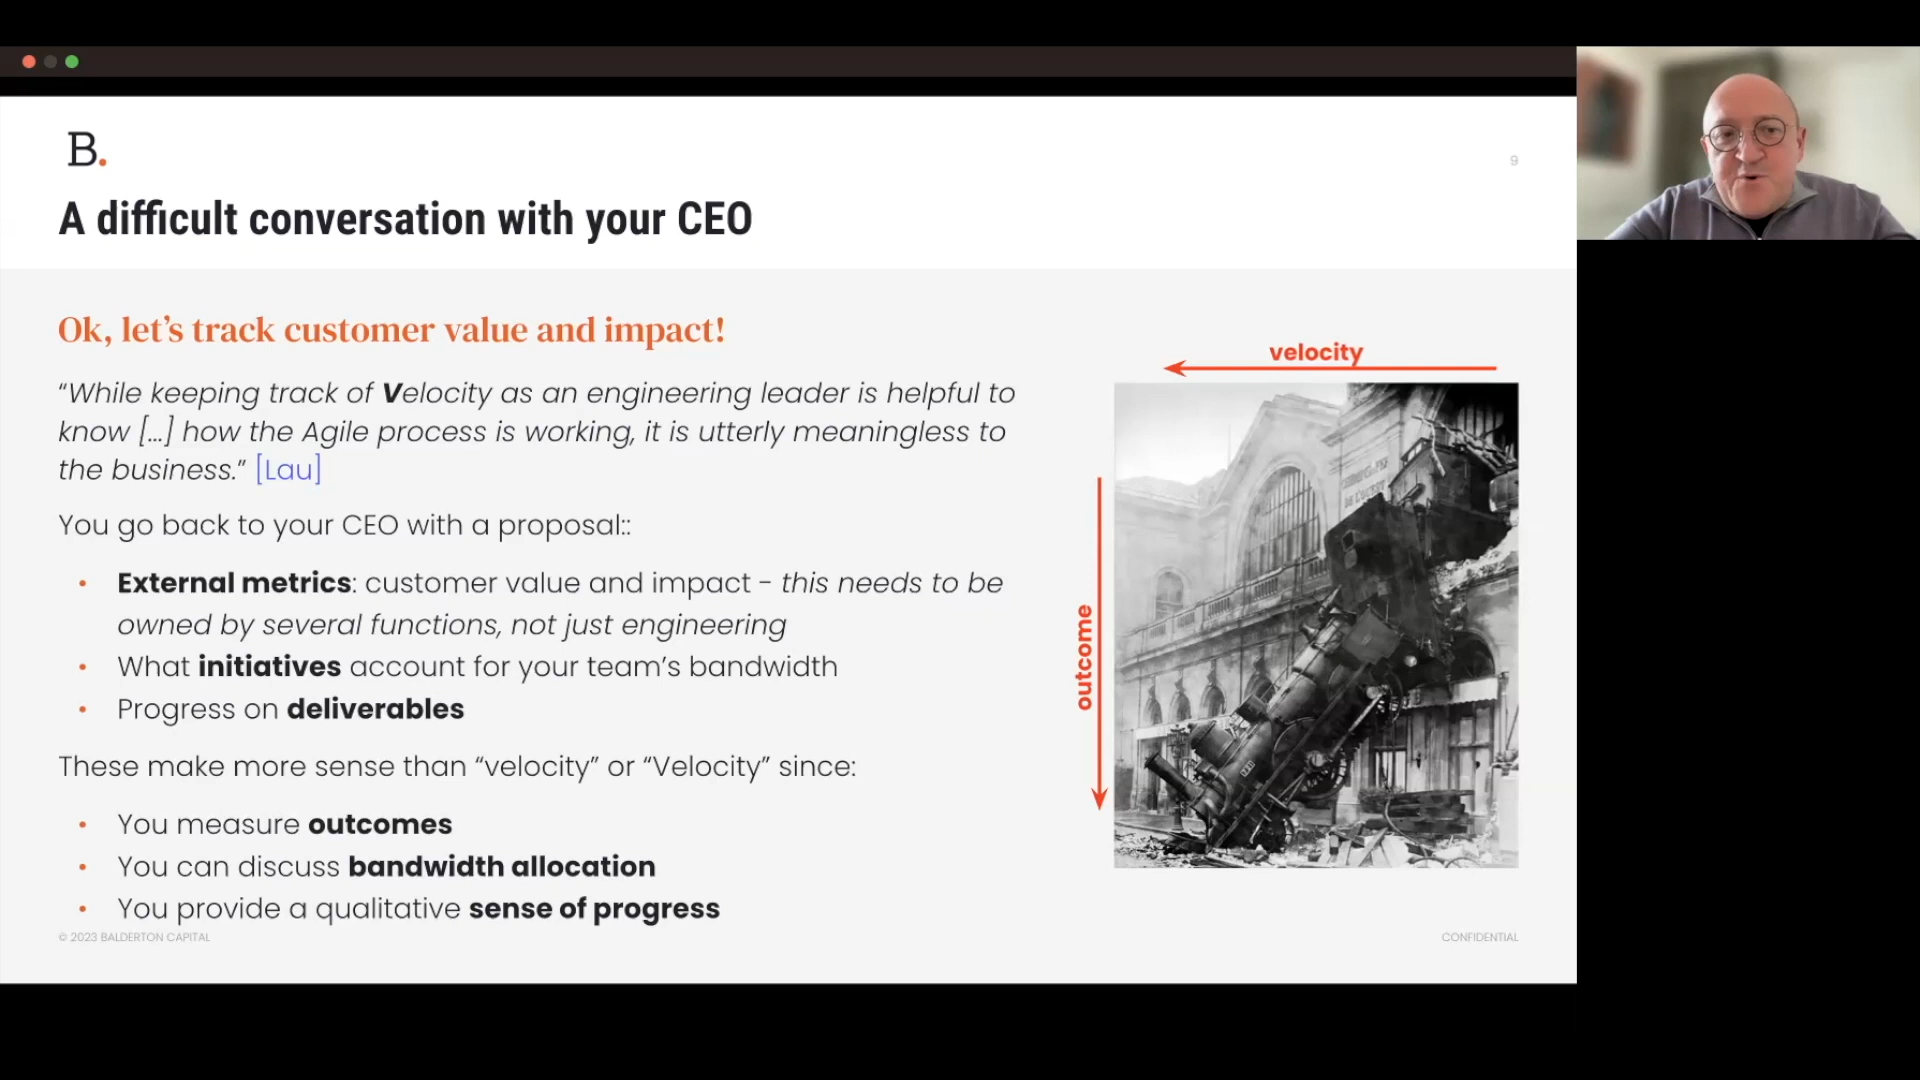 B.
9
A difficult conversation with your CEO
Ok, let's track customer value and impact!
“While keeping track of Velocity as an engineering leader is helpful to
know [...] how the Agile process is working, it is utterly meaningless to
the business.” [Lau]
You go back to your CEO with a proposal::
• External metrics: customer value and impact - this needs to be
owned by several functions, not just engineering
• What initiatives account for your team's bandwidth
• Progress on deliverables
These make more sense than “velocity” or “Velocity” since:
• You measure outcomes
• You can discuss bandwidth allocation
• You provide a qualitative sense of progress
velocity
outcome
© 2023 BALDERTON CAPITAL
CONFIDENTIAL